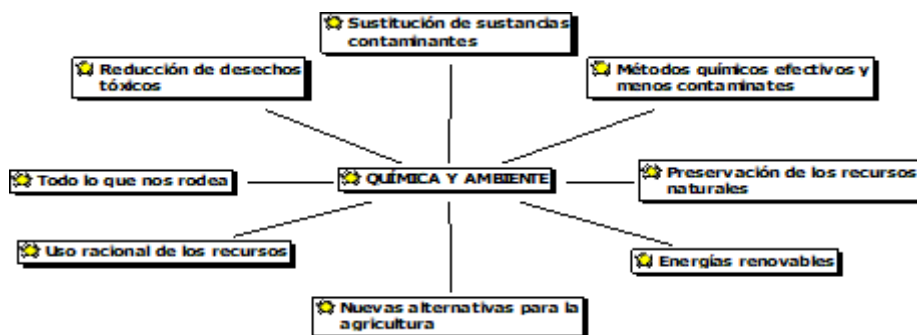 Sustitución de sustancias
contaminantes
Reducción de desechos
tóxicos
Métodos químicos efectivos y
menos contaminates
Todo lo que nos rodea
QUÍMICA Y AMBIENTE
Preservación de los recursos
naturales
Uso racional de los recursos
Energías renovables
Nuevas alternativas para la
agricultura